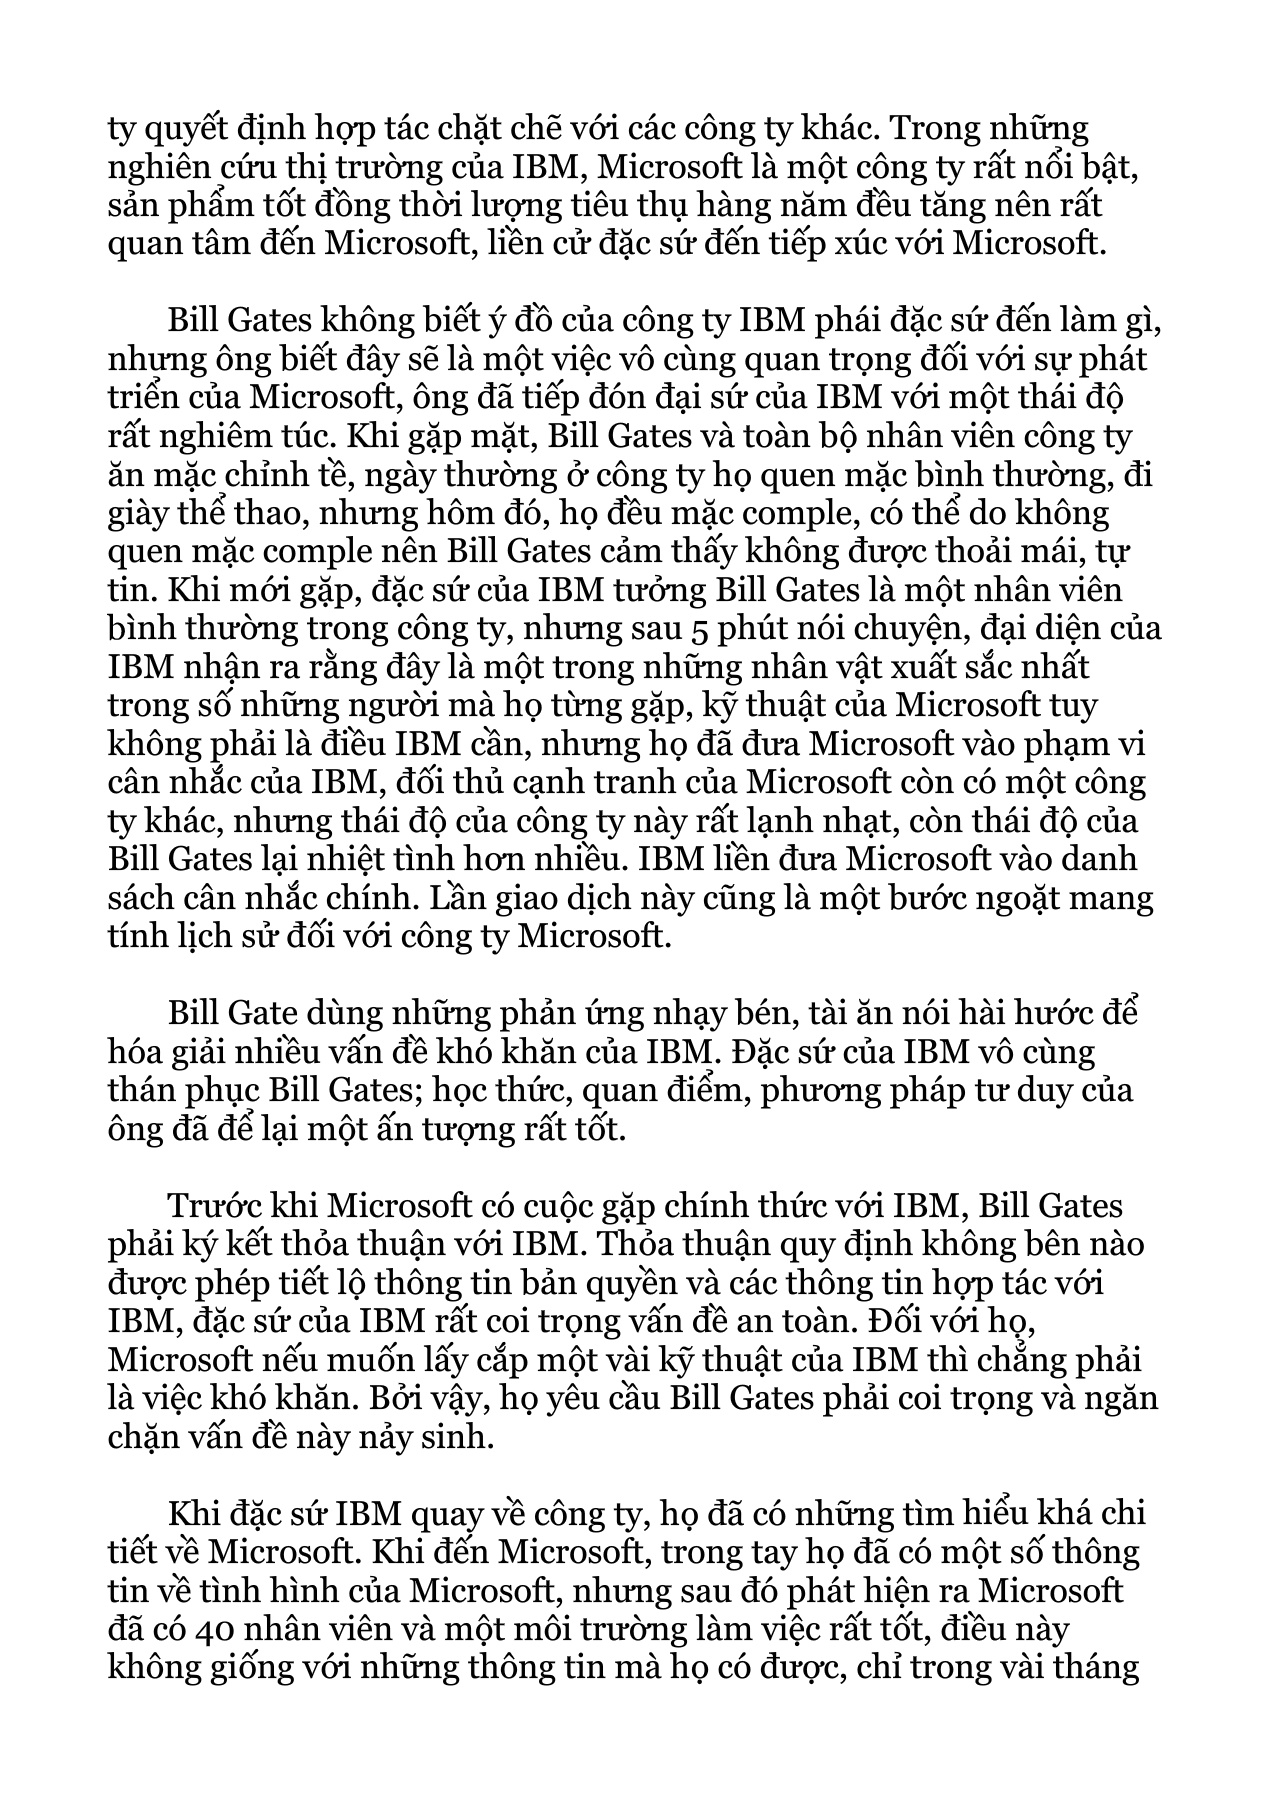 ty quyết định hợp tác chặt chẽ với các công ty khác. Trong những
nghiên cứu thị trường của IBM, Microsoft là một công ty rất nổi bật,
sản phẩm tốt đồng thời lượng tiêu thụ hàng năm đều tăng nên rất
quan tâm đến Microsoft, liền cử đặc sứ đến tiếp xúc với Microsoft.
Bill Gates không biết ý đồ của công ty IBM phái đặc sứ đến làm gì,
nhưng ông biết đây sẽ là một việc vô cùng quan trọng đối với sự phát
triển của Microsoft, ông đã tiếp đón đại sứ của IBM với một thái độ
rất nghiêm túc. Khi gặp mặt, Bill Gates và toàn bộ nhân viên công ty
ăn mặc chỉnh tề, ngày thường ở công ty họ quen mặc bình thường, đi
giày thể thao, nhưng hôm đó, họ đều mặc comple, có thể do không
quen mặc comple nên Bill Gates cảm thấy không được thoải mái, tự
tin. Khi mới gặp, đặc sứ của IBM tưởng Bill Gates là một nhân viên
bình thường trong công ty, nhưng sau 5 phút nói chuyện, đại diện của
IBM nhận ra rằng đây là một trong những nhân vật xuất sắc nhất
trong số những người mà họ từng gặp, kỹ thuật của Microsoft tuy
không phải là điều IBM cần, nhưng họ đã đưa Microsoft vào phạm vi
cân nhắc của IBM, đối thủ cạnh tranh của Microsoft còn có một công
ty khác, nhưng thái độ của công ty này rất lạnh nhạt, còn thái độ của
Bill Gates lại nhiệt tình hơn nhiều. IBM liền đưa Microsoft vào danh
sách cân nhắc chính. Lần giao dịch này cũng là một bước ngoặt mang
tính lịch sử đối với công ty Microsoft.
Bill Gate dùng những phản ứng nhạy bén, tài ăn nói hài hước để
hóa giải nhiều vấn đề khó khăn của IBM. Đặc sứ của IBM vô cùng
thán phục Bill Gates; học thức, quan điểm, phương pháp tư duy của
ông đã để lại một ấn tượng rất tốt.
Trước khi Microsoft có cuộc gặp chính thức với IBM, Bill Gates
phải ký kết thỏa thuận với IBM. Thỏa thuận quy định không bên nào
được phép tiết lộ thông tin bản quyền và các thông tin hợp tác với
IBM, đặc sứ của IBM rất coi trọng vấn đề an toàn. Đối với họ,
Microsoft nếu muốn lấy cắp một vài kỹ thuật của IBM thì chẳng phải
là việc khó khăn. Bởi vậy, họ yêu cầu Bill Gates phải coi trọng và ngăn
chặn vấn đề này nảy sinh.
Khi đặc sứ IBM quay về công ty, họ đã có những tìm hiểu khá chi
tiết về Microsoft. Khi đến Microsoft, trong tay họ đã có một số thông
tin về tình hình của Microsoft, nhưng sau đó phát hiện ra Microsoft
đã có 40 nhân viên và một môi trường làm việc rất tốt, điều này
không giống với những thông tin mà họ có được, chỉ trong vài tháng